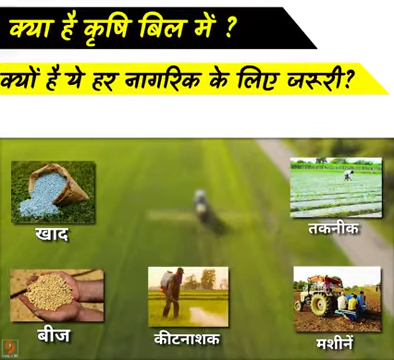 क्या है कृषि बिल में ?
क्यों है ये हर नागरिक के लिए जरूरी?
खाद
तकनीक
बीज
कीटनाशक
मशीनें